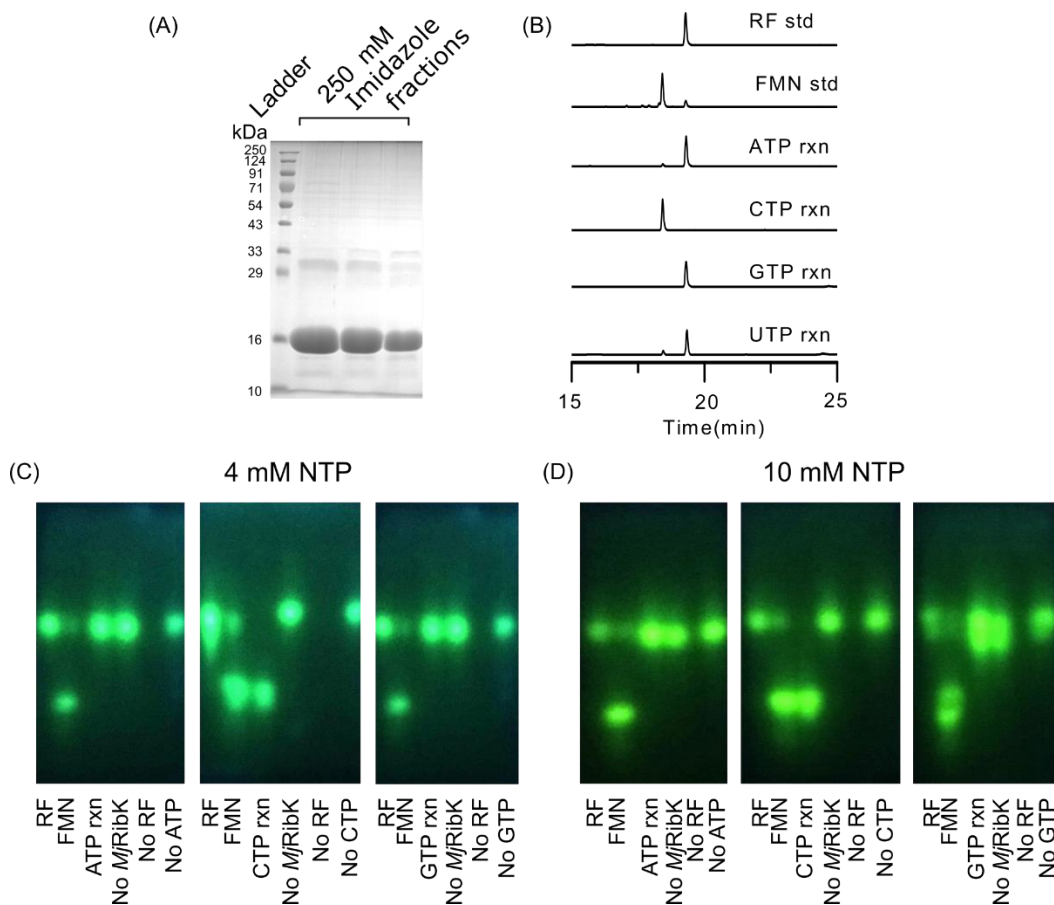 (A)
Ladder
250 mM
Imidazole
fractions
kDa
250
124
91
71
54
43
33
29
16
10
(B)
RF std
FMN std
ATP rxn
CTP rxn
GTP rxn
UTP rxn
15
20
25
Time(min)
(C)
4 mM NTP
RF
FMN
ATP rxn
No MjRibK
No RF
No ATP
RF
FMN
CTP rxn
No MjRibK
No RF
No CTP
RF
FMN
GTP rxn
No MjRibK
No RF
No GTP
(D)
10 mM NTP
RF
FMN
ATP rxn
No MjRibK
No RF
No ATP
RF
FMN
CTP rxn
No MjRibK
No RF
No CTP
RF
FMN
GTP rxn
No MjRibK
No RF
No GTP